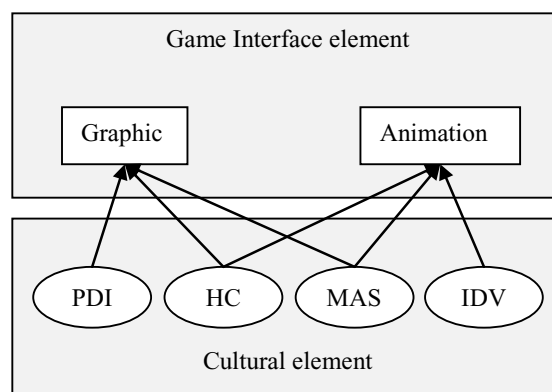 Game Interface element
Graphic
Animation
PDI
HC
MAS
IDV
Cultural element